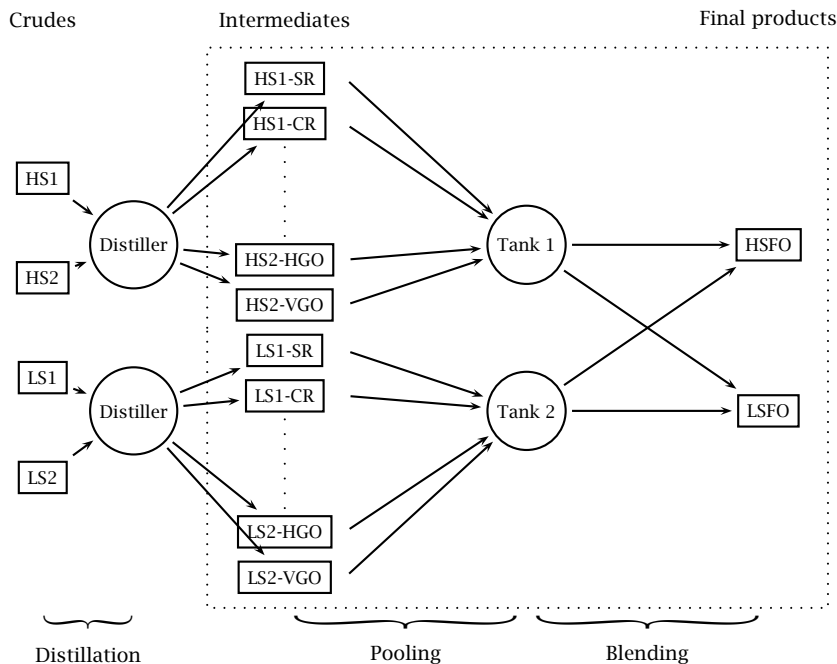 Crudes
Intermediates
Final products
HS1-SR
HS1-CR
HS1
Distiller
HS2
HS2-HGO
HS2-VGO
Tank 1
HSFO
LS1-SR
LS1
LS1-CR
Distiller
Tank 2
LSFO
LS2
LS2-HGO
LS2-VGO
Distillation
Pooling
Blending